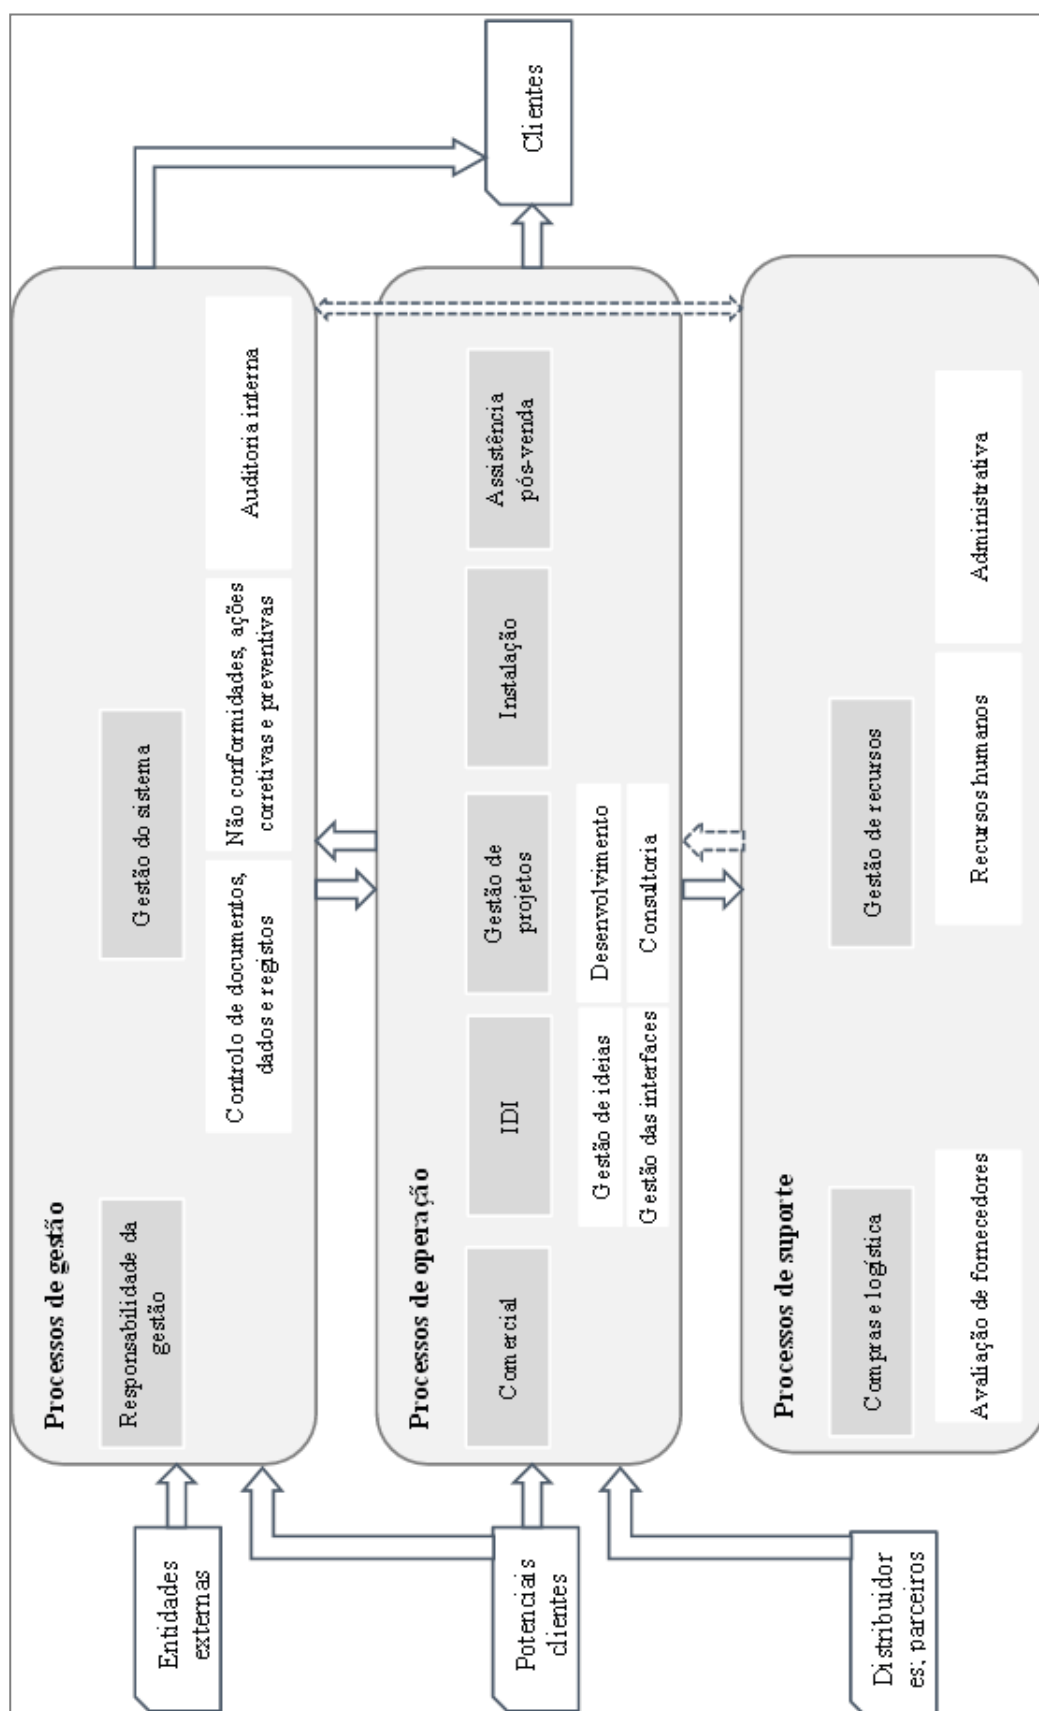 Entidades
externas
Potenciais
clientes
Distribuidor
es; parceiros
Processos de gestão
Responsabilidade da
gestão
Gestão do sistema
Controlo de documentos,
dados e registos
Não conformidades, ações
corretivas e preventivas
Auditoria interna
Processos de operação
Comercial
IDI
Gestão de
projetos
Instalação
Assistência
pós-venda
Gestão de ideias
Desenvolvimento
Gestão das interfaces
Consultoria
Processos de suporte
Compras e logística
Gestão de recursos
Avaliação de fornecedores
Recursos humanos
Administrativa
Clientes